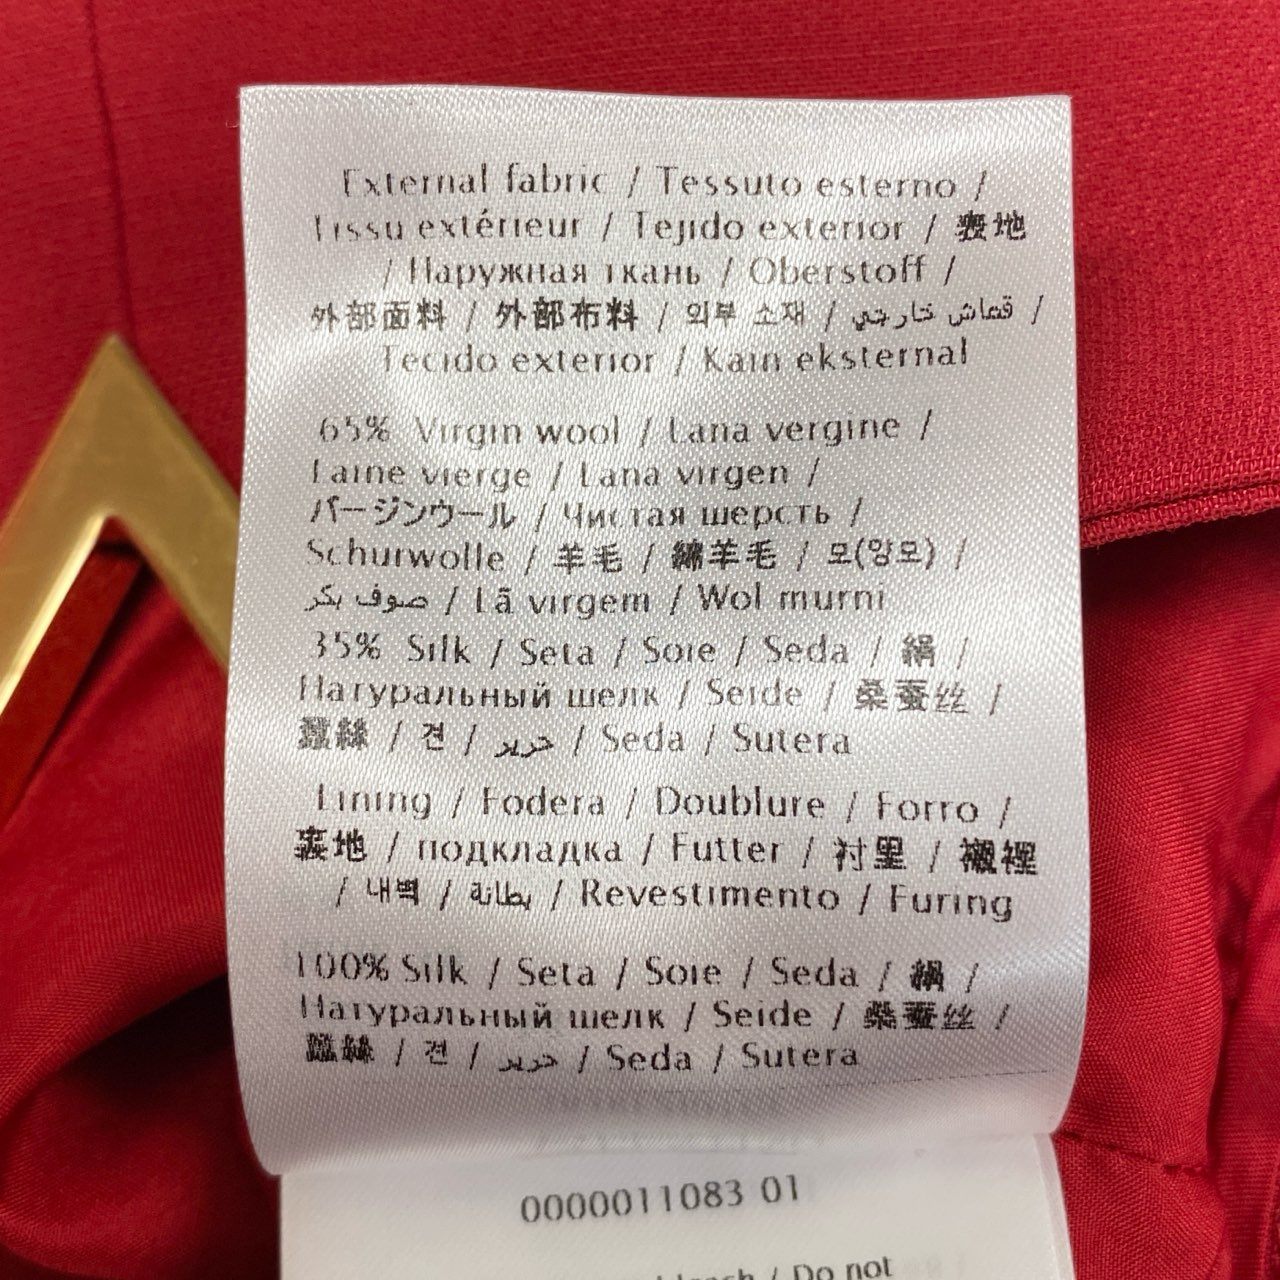 External fabric / Tessuto esterno /
Tissu extérieur / Tejido exterior / 表地
/ Наружная ткань / Oberstoff /
外部面料 / 外部布料 / 외부 소재 / قماش خارجي /
Tecido exterior / Kain eksternal
65% Virgin wool / Lana vergine /
Laine vierge / Lana virgen /
バージンウール / Чистая шерсть /
Schurwolle / 羊毛 / 綿羊毛 / 모(양모) /
صوف بكر / Lã virgem / Wol murni
35% Silk / Seta / Soie / Seda / 絹 /
Натуральный шелк / Seide / 桑蚕丝 /
蠶絲 / 견 / حرير / Seda / Sutera
Lining / Fodera / Doublure / Forro /
裏地 / подкладка / Futter / 衬里 / 襯裡
/ 내벽 / بطانة / Revestimento / Furing
100% Silk / Seta / Soie / Seda / 絹 /
Натуральный шелк / Seide / 桑蚕丝 /
蠶絲 / 견 / حرير / Seda / Sutera
0000011083 01
bleach / Do not